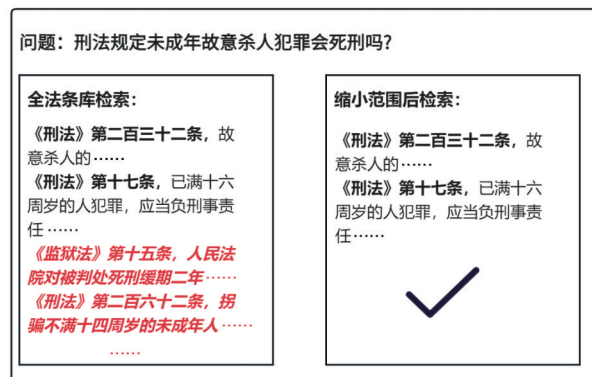 问题：刑法规定未成年故意杀人犯罪会死刑吗？
全法条库检索：
《刑法》第二百三十二条，故
意杀人的……
《刑法》第十七条，已满十六
周岁的人犯罪，应当负刑事责
任……
《监狱法》第十五条，人民法
院对被判处死刑缓期二年……
《刑法》第二百六十二条，拐
骗不满十四周岁的未成年人……
……
缩小范围后检索：
《刑法》第二百三十二条，故
意杀人的……
《刑法》第十七条，已满十六
周岁的人犯罪，应当负刑事责
任……